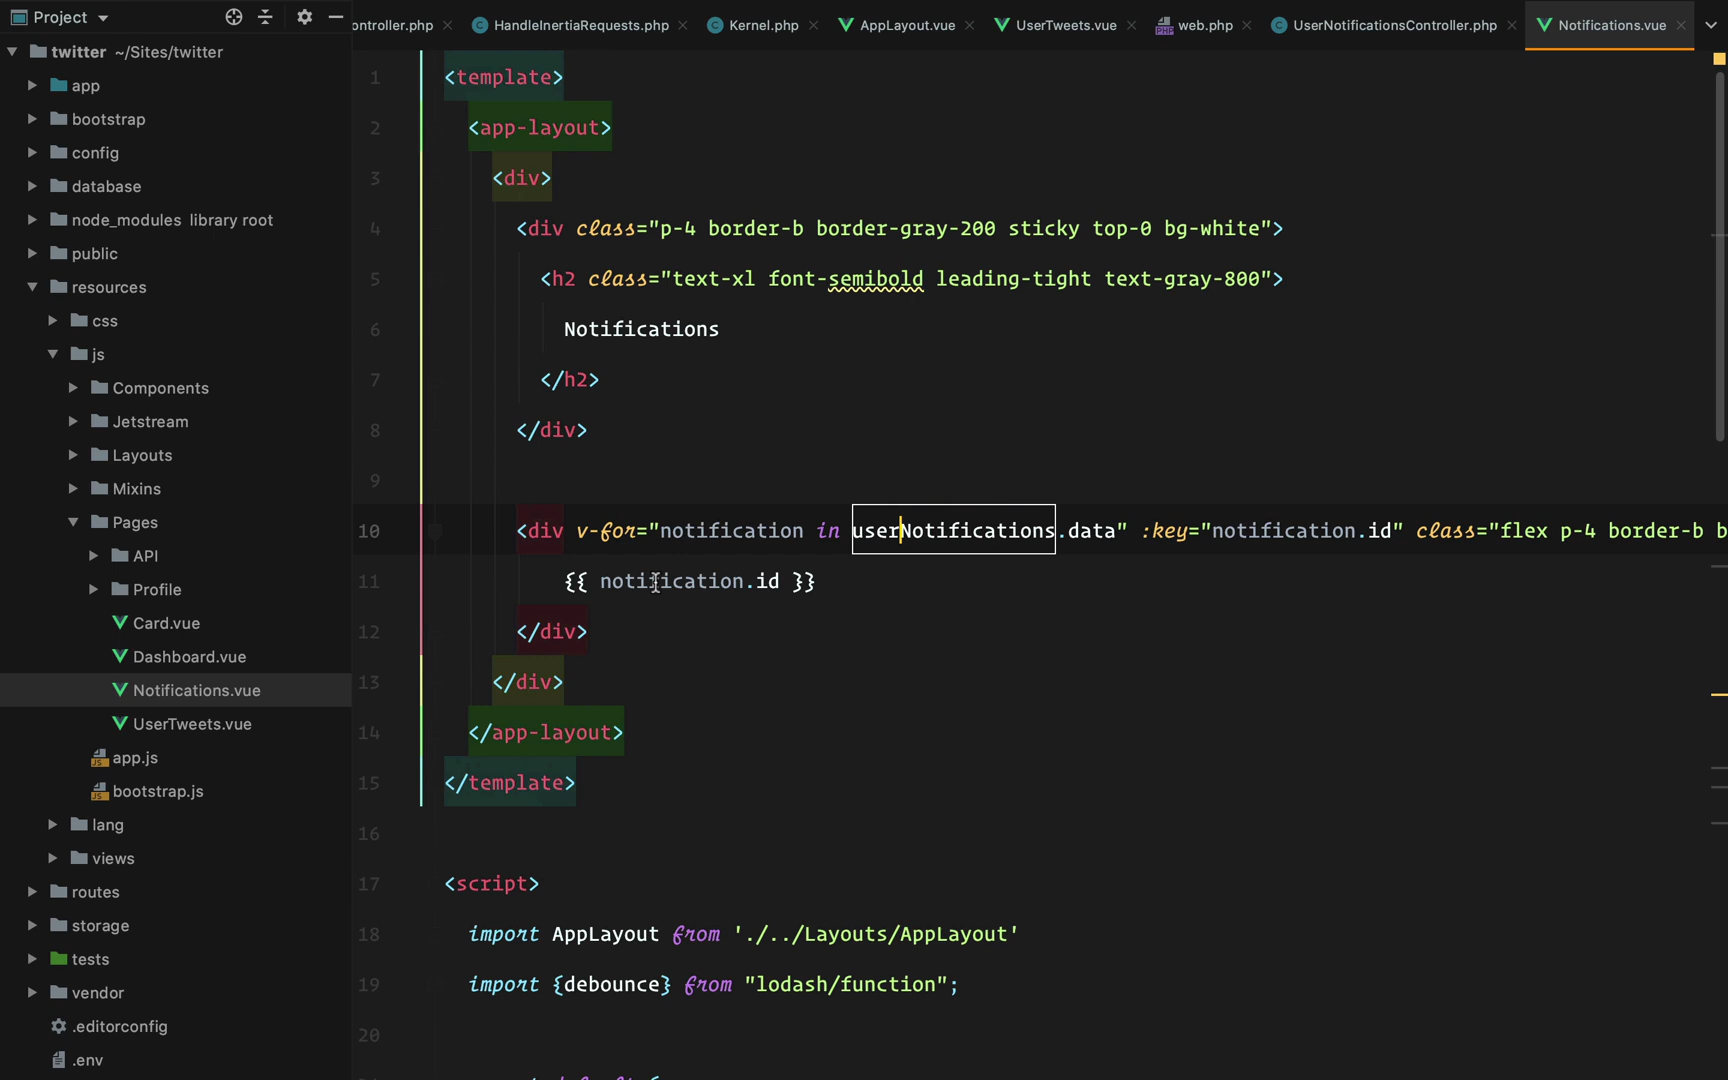 Project
ontroller.php
HandleInertiaRequests.php
Kernel.php
AppLayout.vue
UserTweets.vue
web.php
UserNotificationsController.php
Notifications.vue
twitter ~/Sites/twitter
app
bootstrap
config
database
node_modules library root
public
resources
css
js
Components
Jetstream
Layouts
Mixins
Pages
API
Profile
Card.vue
Dashboard.vue
Notifications.vue
UserTweets.vue
app.js
bootstrap.js
lang
views
routes
storage
tests
vendor
.editorconfig
.env
1 <template>
2 <app-layout>
3 <div>
4 <div class="p-4 border-b border-gray-200 sticky top-0 bg-white">
5 <h2 class="text-xl font-semibold leading-tight text-gray-800">
6 Notifications
7 </h2>
8 </div>
9
10 <div v-for="notification in userNotifications.data" :key="notification.id" class="flex p-4 border-b b
11 {{ notification.id }}
12 </div>
13 </div>
14 </app-layout>
15 </template>
16
17 <script>
18 import AppLayout from './../Layouts/AppLayout'
19 import {debounce} from "lodash/function";
20